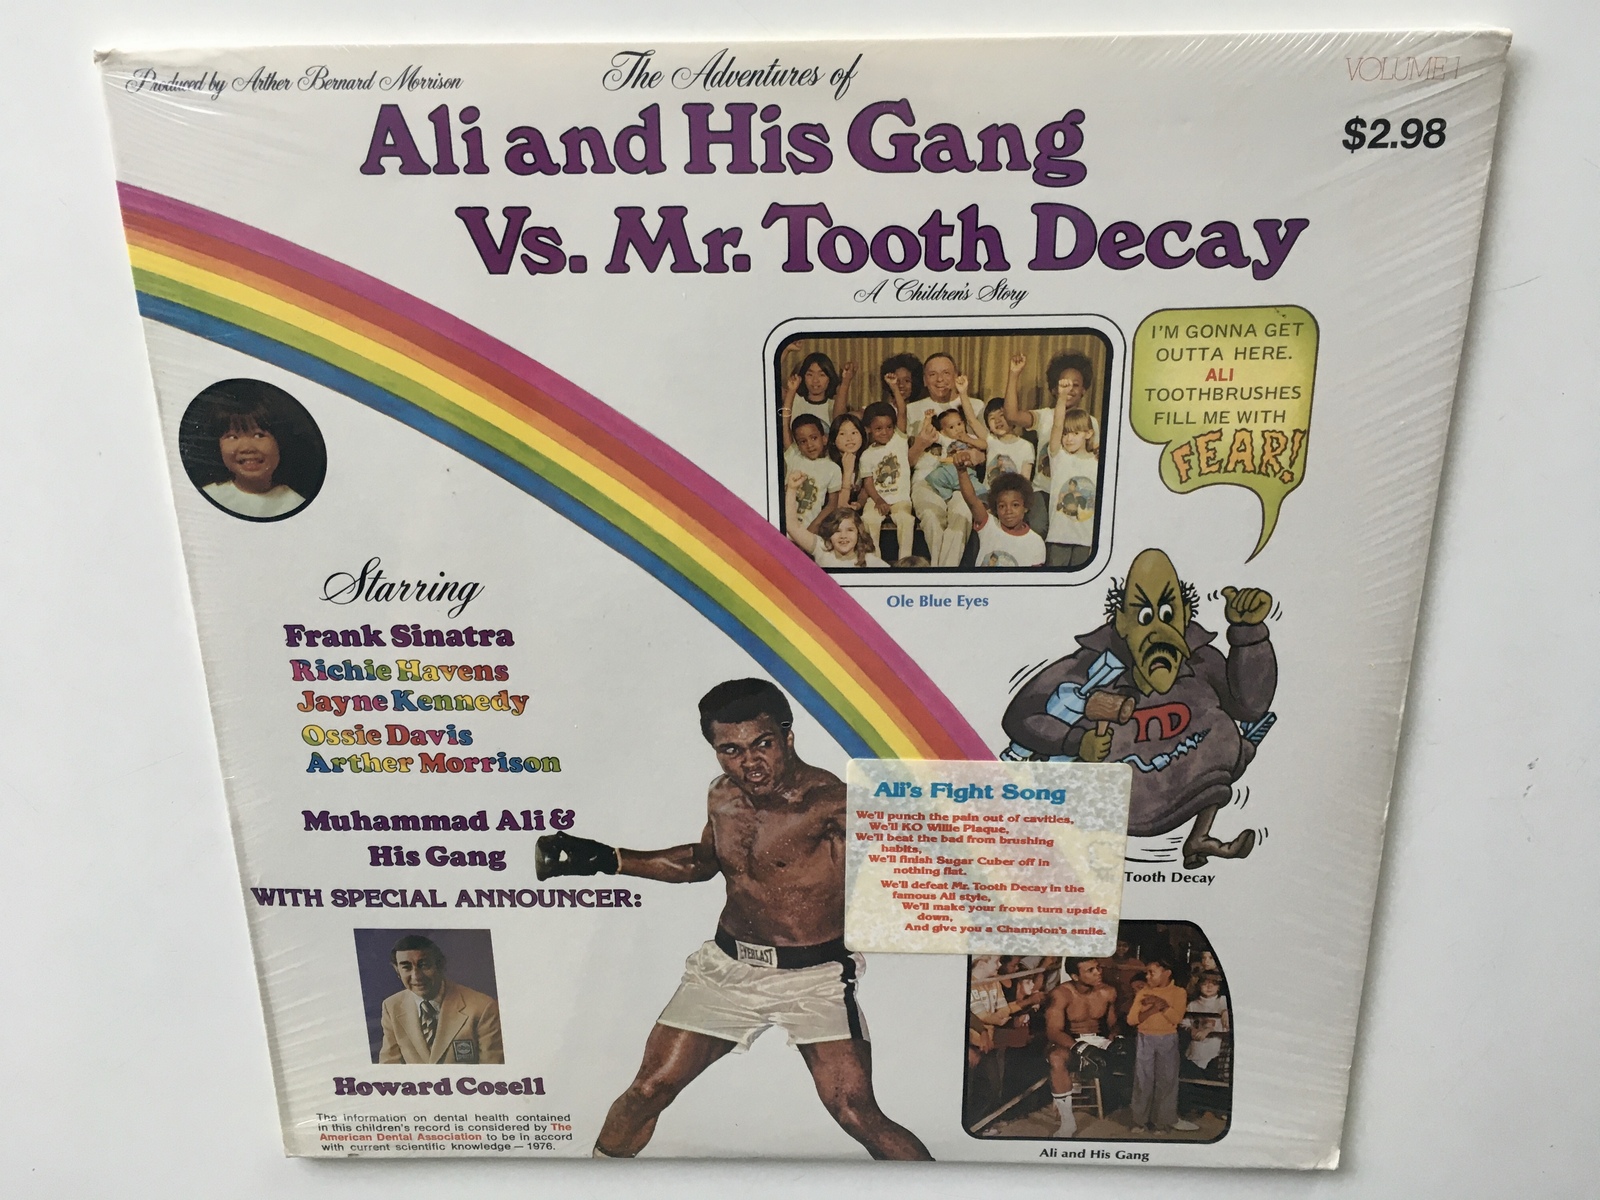 Produced by Arther Bernard Morrison
The Adventures of
VOLUME 1
Ali and His Gang
$2.98
Vs. Mr. Tooth Decay
A Children's Story
I'M GONNA GET
OUTTA HERE.
ALI
TOOTHBRUSHES
FILL ME WITH
FEAR!
Ole Blue Eyes
Starring
Frank Sinatra
Richie Havens
Jayne Kennedy
Ossie Davis
Arther Morrison
Muhammad Ali &
His Gang
WITH SPECIAL ANNOUNCER:
Howard Cosell
The information on dental health contained
in this children's record is considered by The
American Dental Association to be in accord
with current scientific knowledge — 1976.
EVERLAST
TD
Ali's Fight Song
We'll punch the pain out of cavities,
We'll KO Willie Plaque,
We'll beat the bad from brushing
habits,
We'll finish Sugar Cuber off in
nothing flat.
We'll defeat Mr. Tooth Decay in the
famous Ali style,
We'll make your frown turn upside
down,
And give you a Champion's smile.
Tooth Decay
Ali and His Gang